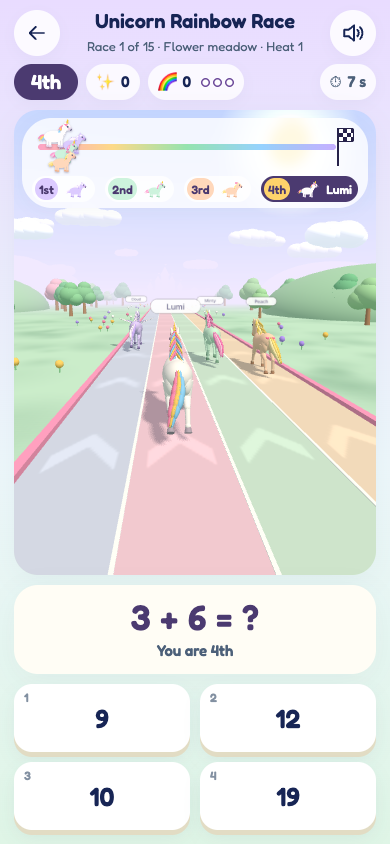 Unicorn Rainbow Race
Race 1 of 15 · Flower meadow · Heat 1
4th
0
0
7 s
1st
2nd
3rd
4th Lumi
Lumi
Peach
3 + 6 = ?
You are 4th
1
9
2
12
3
10
4
19